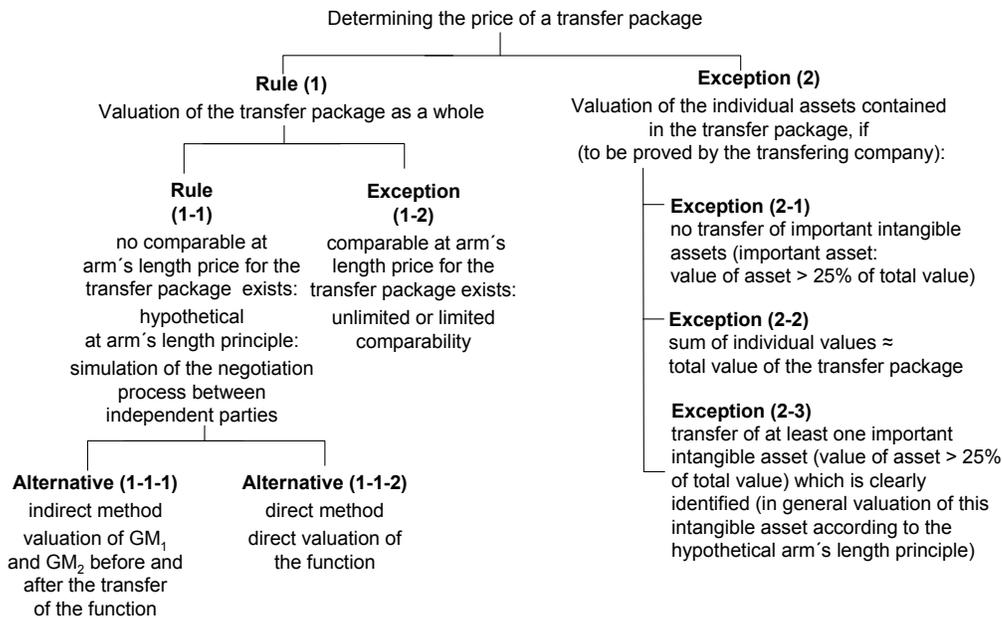 Determining the price of a transfer package
Rule (1)
Valuation of the transfer package as a whole
Rule
(1-1)
no comparable at
arm´s length price for the
transfer package exists:
hypothetical
at arm´s length principle:
simulation of the negotiation
process between
independent parties
Alternative (1-1-1)
indirect method
valuation of GM1
and GM2 before and
after the transfer
of the function
Alternative (1-1-2)
direct method
direct valuation of
the function
Exception
(1-2)
comparable at arm´s
length price for the
transfer package exists:
unlimited or limited
comparability
Exception (2)
Valuation of the individual assets contained
in the transfer package, if
(to be proved by the transfering company):
Exception (2-1)
no transfer of important intangible
assets (important asset:
value of asset > 25% of total value)
Exception (2-2)
sum of individual values ≈
total value of the transfer package
Exception (2-3)
transfer of at least one important
intangible asset (value of asset > 25%
of total value) which is clearly
identified (in general valuation of this
intangible asset according to the
hypothetical arm´s length principle)